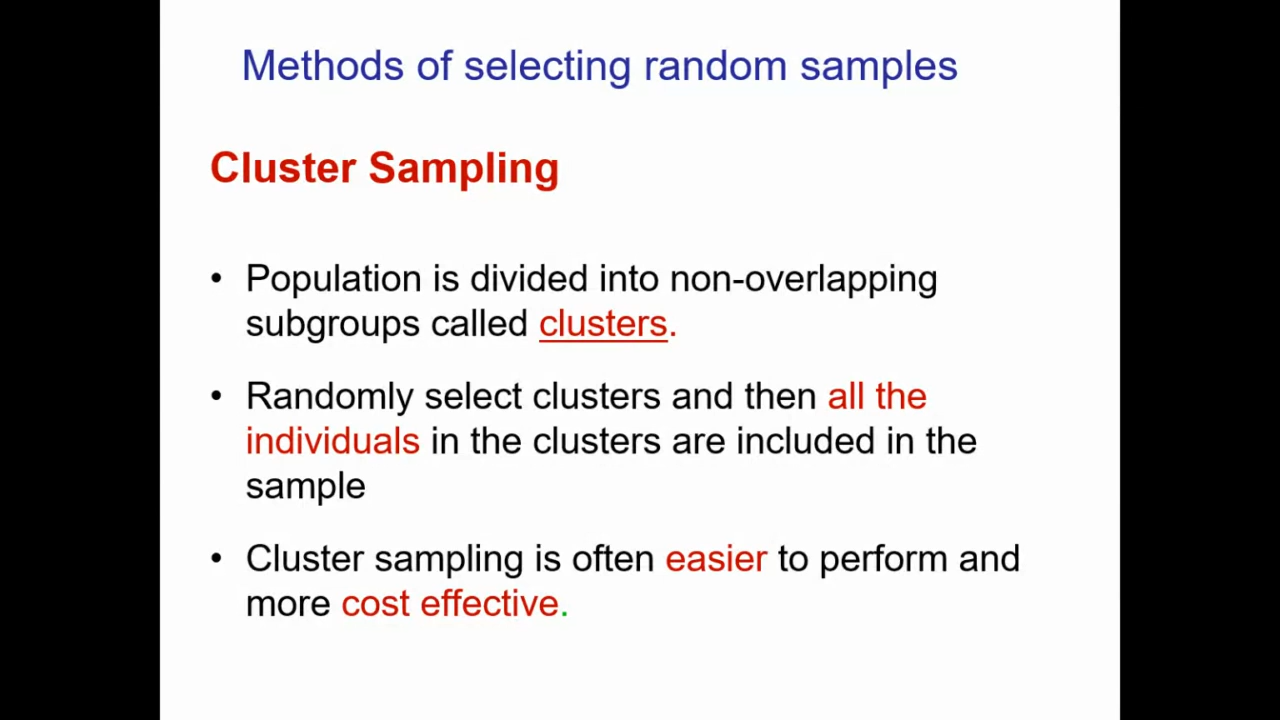 Methods of selecting random samples
Cluster Sampling
• Population is divided into non-overlapping
subgroups called clusters.
• Randomly select clusters and then all the
individuals in the clusters are included in the
sample
• Cluster sampling is often easier to perform and
more cost effective.